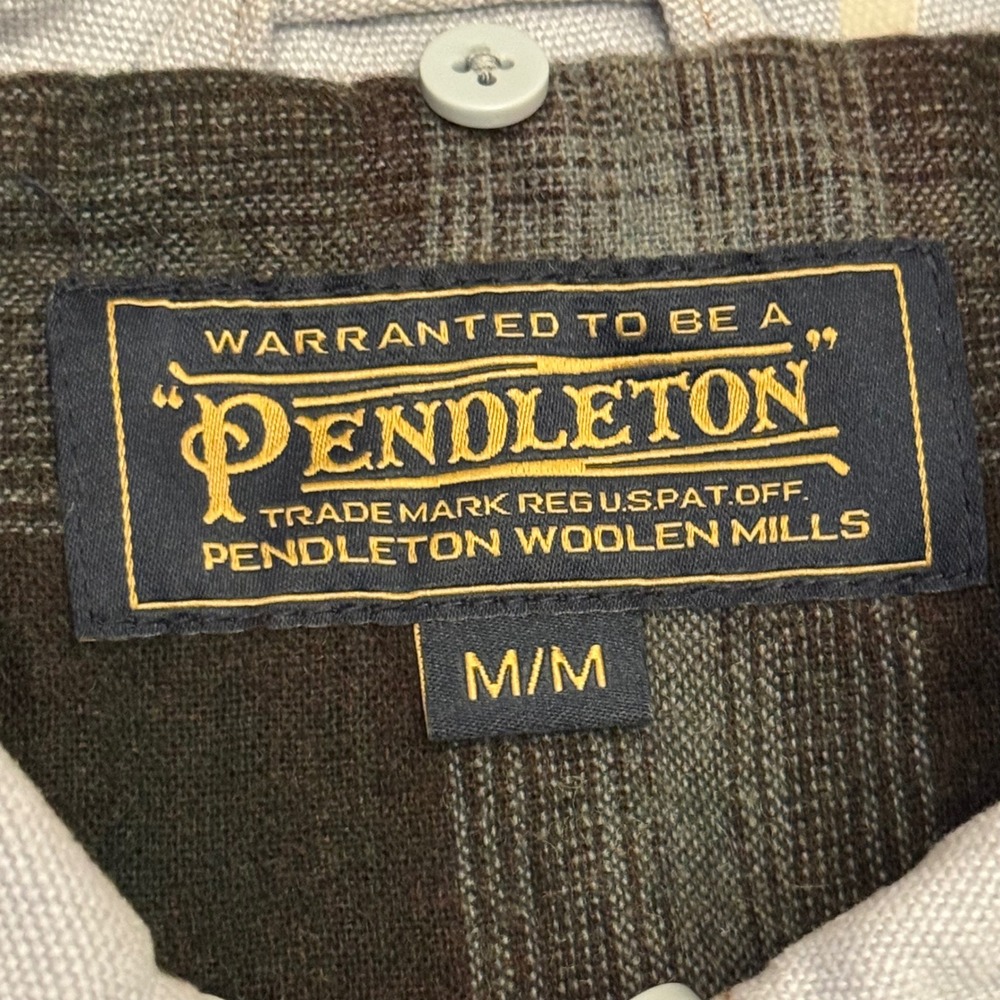 WARRANTED TO BE A
“PENDLETON”
TRADE MARK REG U.S.PAT.OFF.
PENDLETON WOOLEN MILLS
M/M